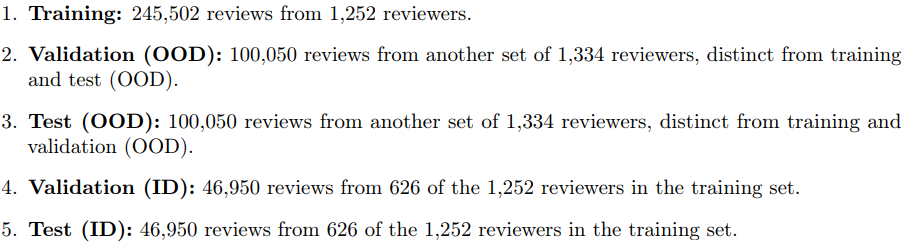 1. Training: 245,502 reviews from 1,252 reviewers.
2. Validation (OOD): 100,050 reviews from another set of 1,334 reviewers, distinct from training
and test (OOD).
3. Test (OOD): 100,050 reviews from another set of 1,334 reviewers, distinct from training and
validation (OOD).
4. Validation (ID): 46,950 reviews from 626 of the 1,252 reviewers in the training set.
5. Test (ID): 46,950 reviews from 626 of the 1,252 reviewers in the training set.